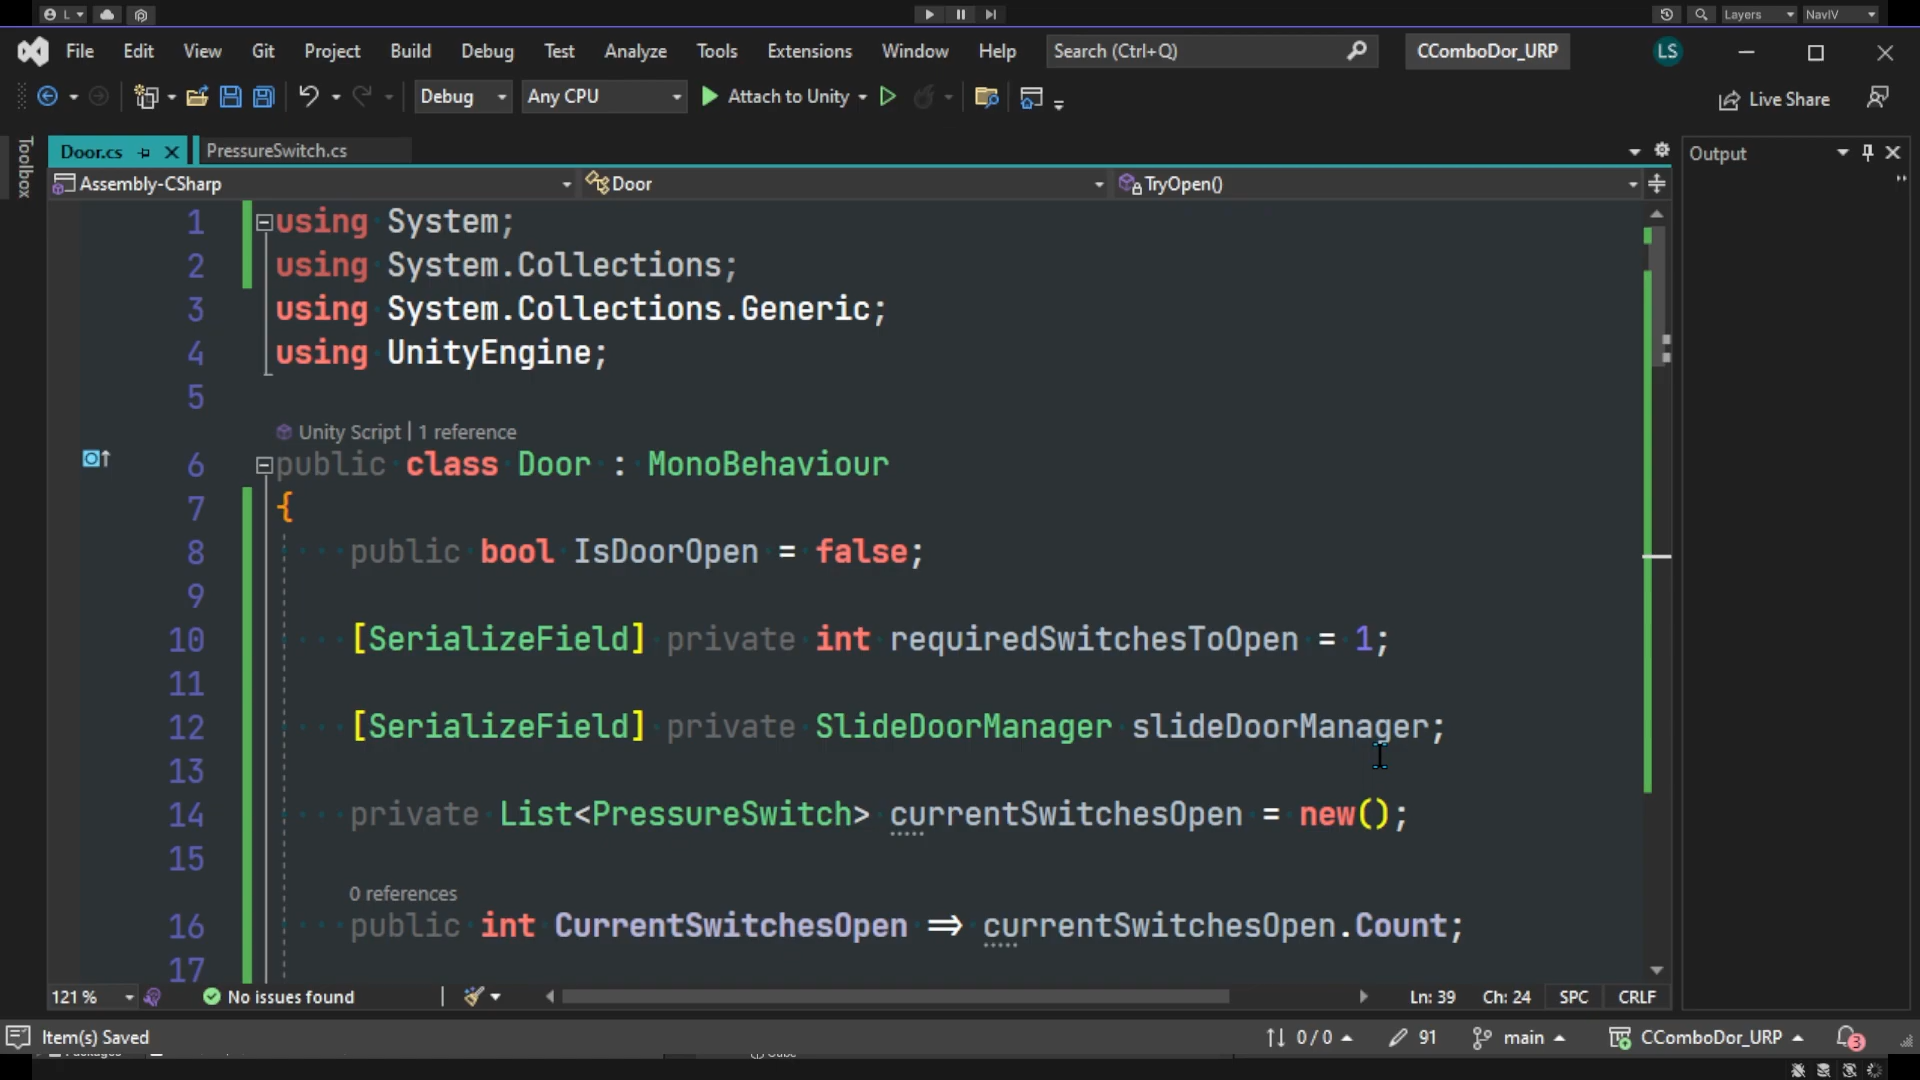 L
Layers
NavIV
File Edit View Git Project Build Debug Test Analyze Tools Extensions Window Help Search (Ctrl+Q) CComboDor_URP LS
Debug Any CPU Attach to Unity Live Share
Toolbox
Door.cs PressureSwitch.cs Output
Assembly-CSharp Door TryOpen()
1 using System;
2 using System.Collections;
3 using System.Collections.Generic;
4 using UnityEngine;
5
Unity Script | 1 reference
6 public class Door : MonoBehaviour
7 {
8 public bool IsDoorOpen = false;
9
10 [SerializeField] private int requiredSwitchesToOpen = 1;
11
12 [SerializeField] private SlideDoorManager slideDoorManager;
13
14 private List<PressureSwitch> currentSwitchesOpen = new();
15
0 references
16 public int CurrentSwitchesOpen => currentSwitchesOpen.Count;
17
121 % No issues found Ln: 39 Ch: 24 SPC CRLF
Item(s) Saved 0 / 0 91 main CComboDor_URP 3